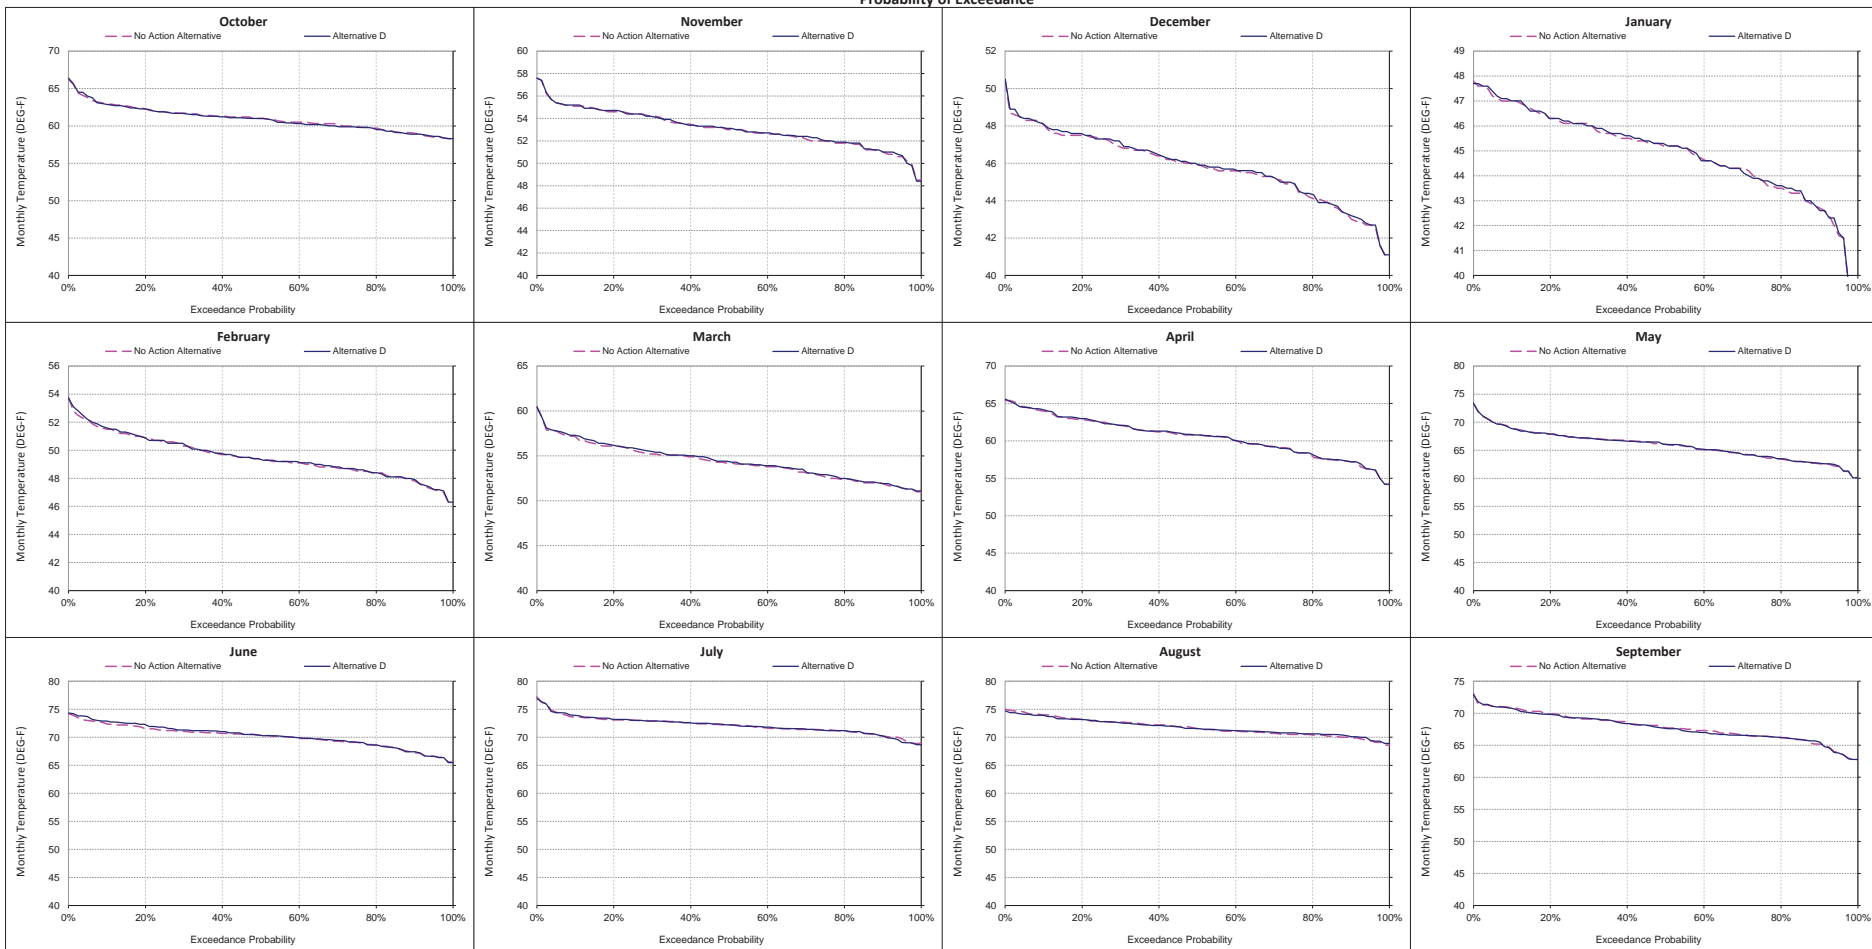 Probability of Exceedance
October
No Action Alternative
Alternative D
Monthly Temperature (DEG-F)
70
65
60
55
50
45
40
0%
20%
40%
60%
80%
100%
Exceedance Probability
November
No Action Alternative
Alternative D
Monthly Temperature (DEG-F)
60
58
56
54
52
50
48
46
44
52
40
0%
20%
40%
60%
80%
100%
Exceedance Probability
December
No Action Alternative
Alternative D
Monthly Temperature (DEG-F)
52
50
48
46
44
42
40
0%
20%
40%
60%
80%
100%
Exceedance Probability
January
No Action Alternative
Alternative D
Monthly Temperature (DEG-F)
49
48
47
46
45
44
43
42
41
40
0%
20%
40%
60%
80%
100%
Exceedance Probability
February
No Action Alternative
Alternative D
Monthly Temperature (DEG-F)
56
54
52
50
48
46
44
42
40
0%
20%
40%
60%
80%
100%
Exceedance Probability
March
No Action Alternative
Alternative D
Monthly Temperature (DEG-F)
65
60
55
50
45
40
0%
20%
40%
60%
80%
100%
Exceedance Probability
April
No Action Alternative
Alternative D
Monthly Temperature (DEG-F)
70
65
60
55
50
45
40
0%
20%
40%
60%
80%
100%
Exceedance Probability
May
No Action Alternative
Alternative D
Monthly Temperature (DEG-F)
80
75
70
65
60
55
50
45
40
0%
20%
40%
60%
80%
100%
Exceedance Probability
June
No Action Alternative
Alternative D
Monthly Temperature (DEG-F)
80
75
70
65
60
55
50
45
40
0%
20%
40%
60%
80%
100%
Exceedance Probability
July
No Action Alternative
Alternative D
Monthly Temperature (DEG-F)
80
75
70
65
60
55
50
45
40
0%
20%
40%
60%
80%
100%
Exceedance Probability
August
No Action Alternative
Alternative D
Monthly Temperature (DEG-F)
80
75
70
65
60
55
50
45
40
0%
20%
40%
60%
80%
100%
Exceedance Probability
September
No Action Alternative
Alternative D
Monthly Temperature (DEG-F)
75
70
65
60
55
50
45
40
0%
20%
40%
60%
80%
100%
Exceedance Probability